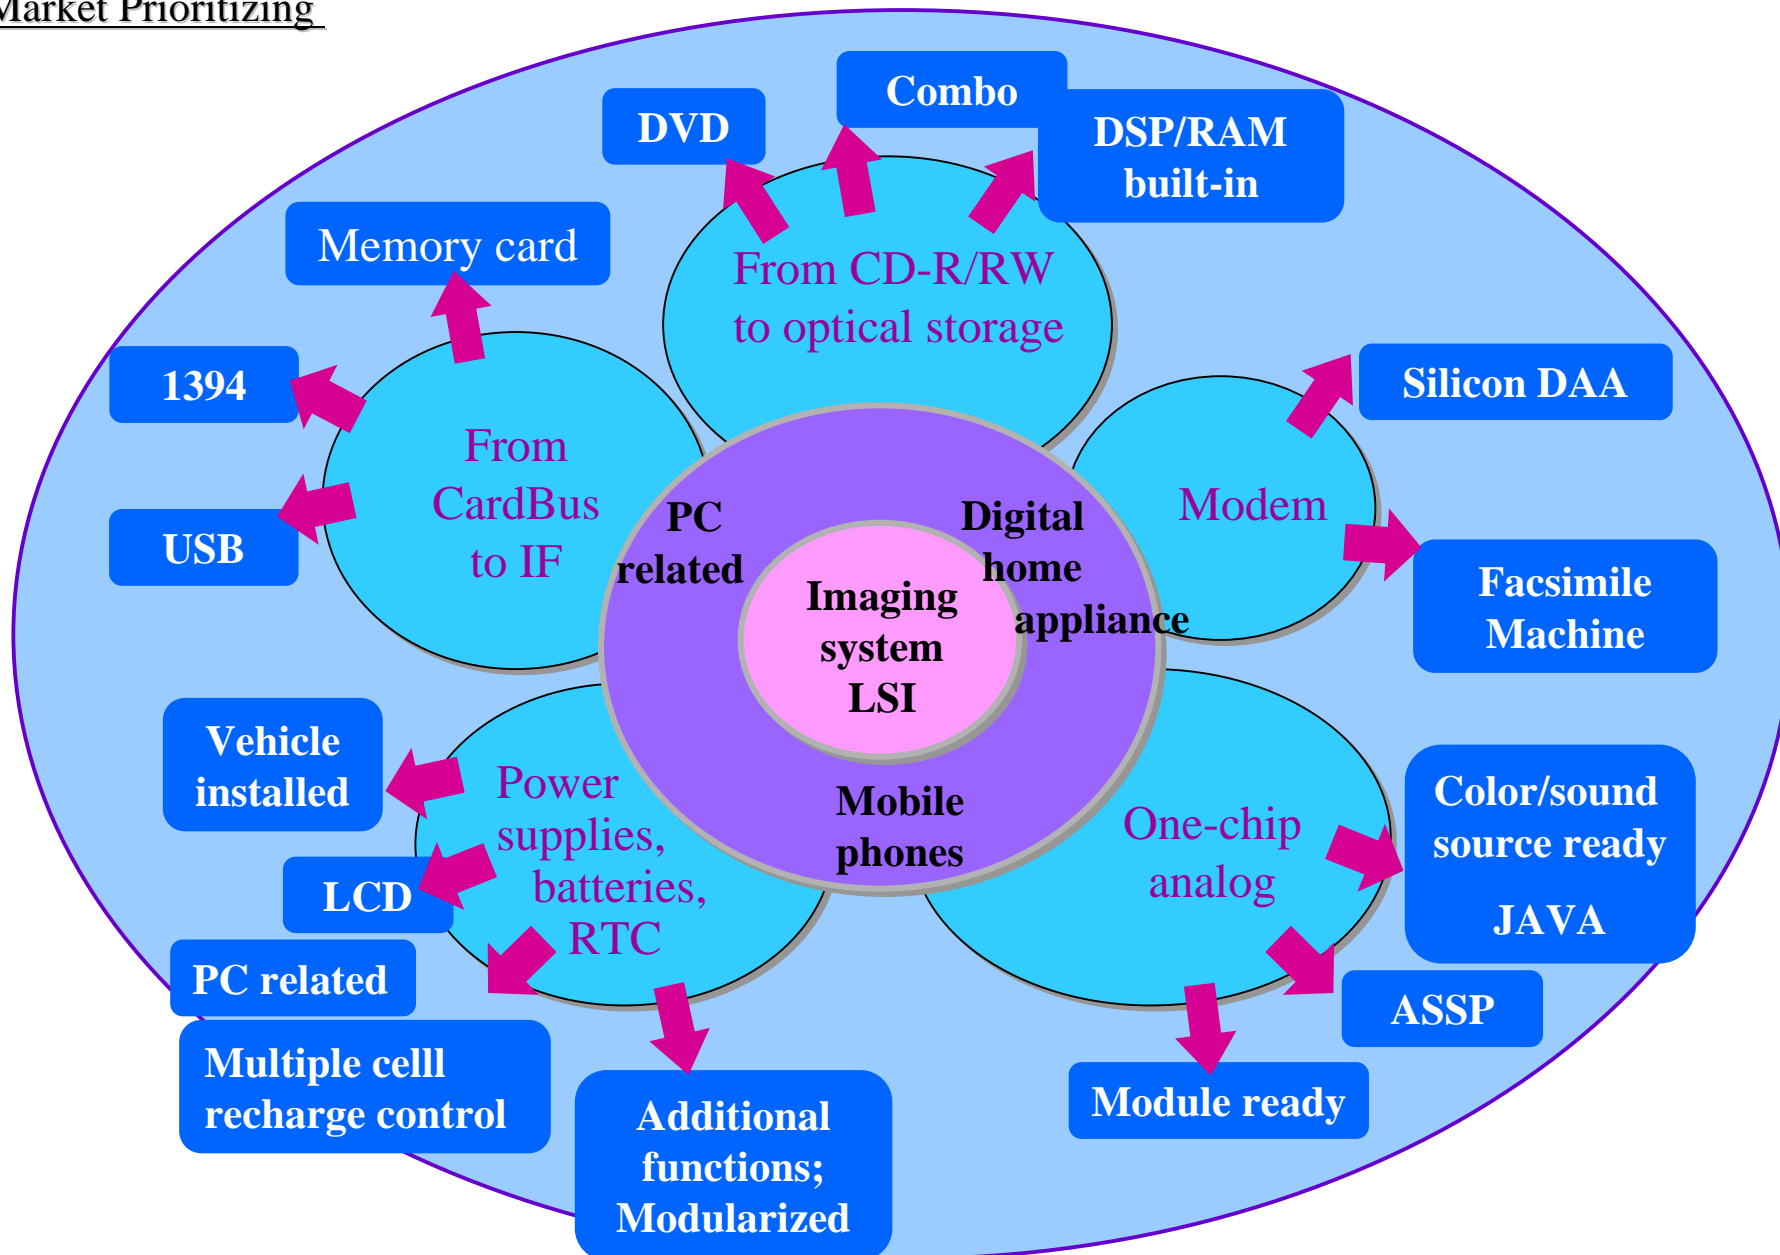 Market Prioritizing
Combo
DVD
DSP/RAM
built-in
Memory card
From CD-R/RW
to optical storage
1394
Silicon DAA
From
CardBus
to IF
USB
Modem
PC
related
Digital
home
appliance
Facsimile
Machine
Imaging
system
LSI
Vehicle
installed
Power
supplies,
batteries,
RTC
Mobile
phones
One-chip
analog
Color/sound
source ready
JAVA
LCD
PC related
ASSP
Multiple celll
recharge control
Additional
functions;
Modularized
Module ready